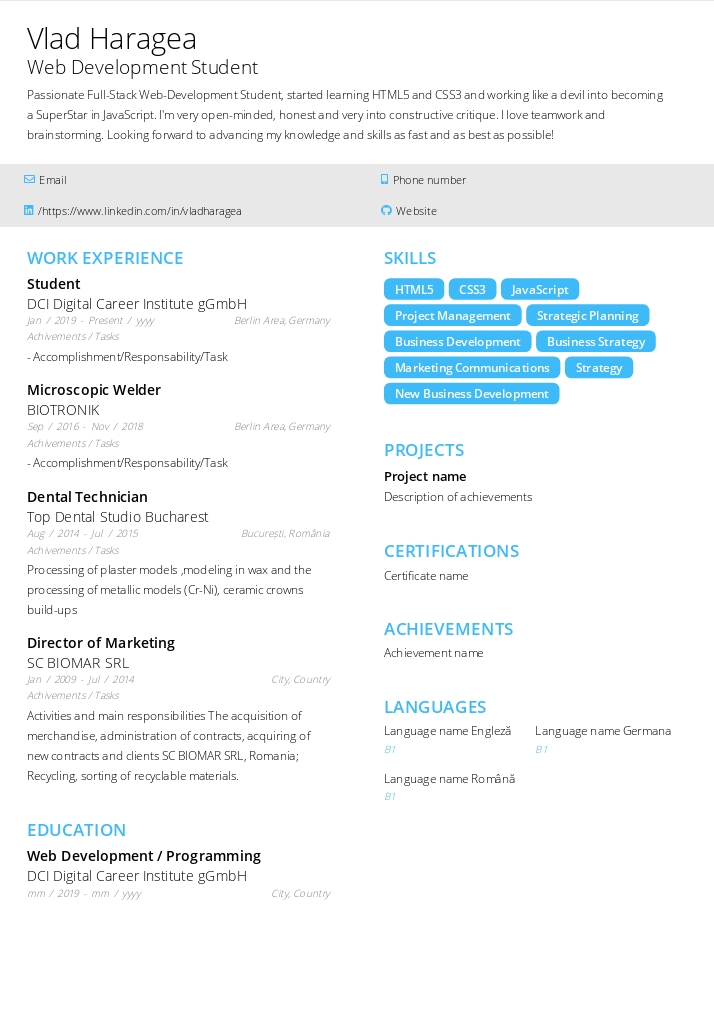 Vlad Haragea
Web Development Student
Passionate Full-Stack Web-Development Student, started learning HTML5 and CSS3 and working like a devil into becoming
a SuperStar in JavaScript. I'm very open-minded, honest and very into constructive critique. I love teamwork and
brainstorming. Looking forward to advancing my knowledge and skills as fast and as best as possible!
Email
Phone number
/https://www.linkedin.com/in/vladharagea
Website
WORK EXPERIENCE
Student
DCI Digital Career Institute gGmbH
Jan / 2019 - Present / yyyy Berlin Area, Germany
Achivements / Tasks
- Accomplishment/Responsability/Task
Microscopic Welder
BIOTRONIK
Sep / 2016 - Nov / 2018 Berlin Area, Germany
Achivements / Tasks
- Accomplishment/Responsability/Task
Dental Technician
Top Dental Studio Bucharest
Aug / 2014 - Jul / 2015 București, România
Achivements / Tasks
Processing of plaster models ,modeling in wax and the
processing of metallic models (Cr-Ni), ceramic crowns
build-ups
Director of Marketing
SC BIOMAR SRL
Jan / 2009 - Jul / 2014 City, Country
Achivements / Tasks
Activities and main responsibilities The acquisition of
merchandise, administration of contracts, acquiring of
new contracts and clients SC BIOMAR SRL, Romania;
Recycling, sorting of recyclable materials.
EDUCATION
Web Development / Programming
DCI Digital Career Institute gGmbH
mm / 2019 - mm / yyyy City, Country
SKILLS
HTML5 CSS3 JavaScript
Project Management Strategic Planning
Business Development Business Strategy
Marketing Communications Strategy
New Business Development
PROJECTS
Project name
Description of achievements
CERTIFICATIONS
Certificate name
ACHIEVEMENTS
Achievement name
LANGUAGES
Language name Engleză Language name Germana
B1 B1
Language name Română
B1